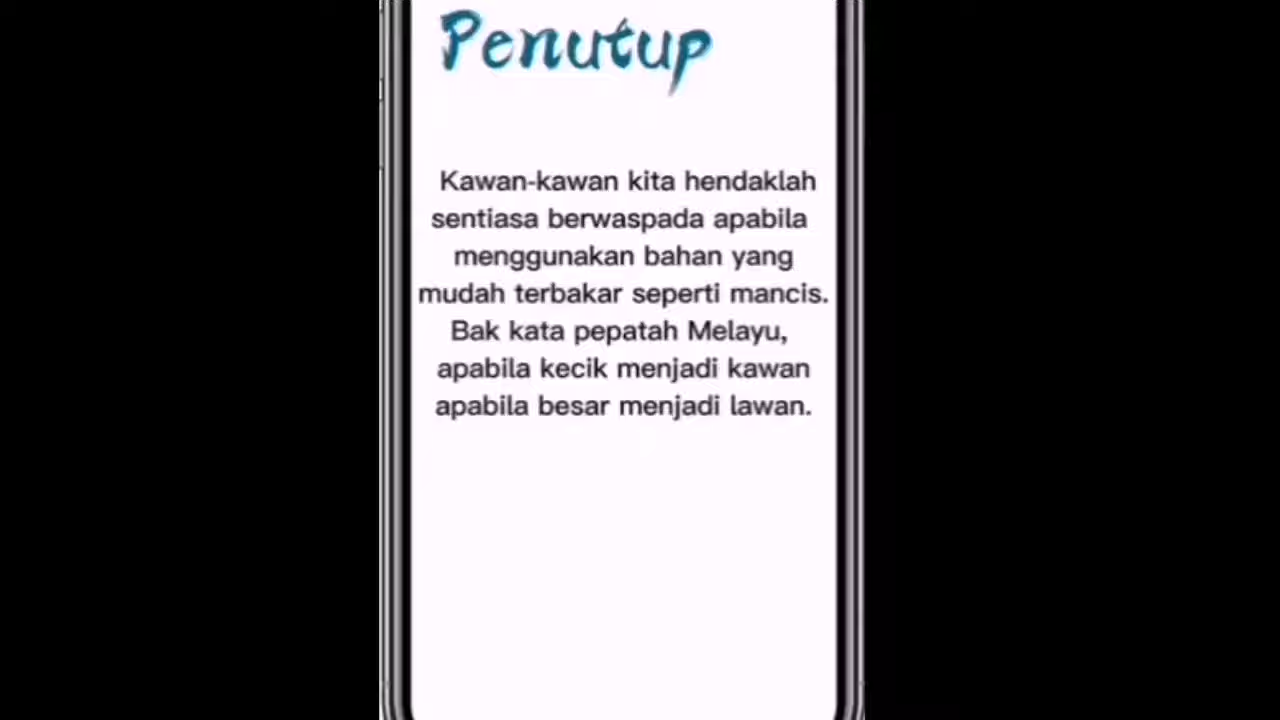 Penutup
Kawan-kawan kita hendaklah
sentiasa berwaspada apabila
menggunakan bahan yang
mudah terbakar seperti mancis.
Bak kata pepatah Melayu,
apabila kecik menjadi kawan
apabila besar menjadi lawan.